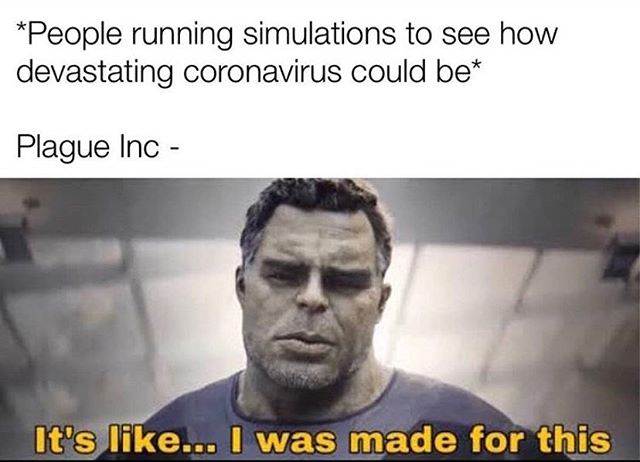 *People running simulations to see how
devastating coronavirus could be*
Plague Inc -
It's like... I was made for this